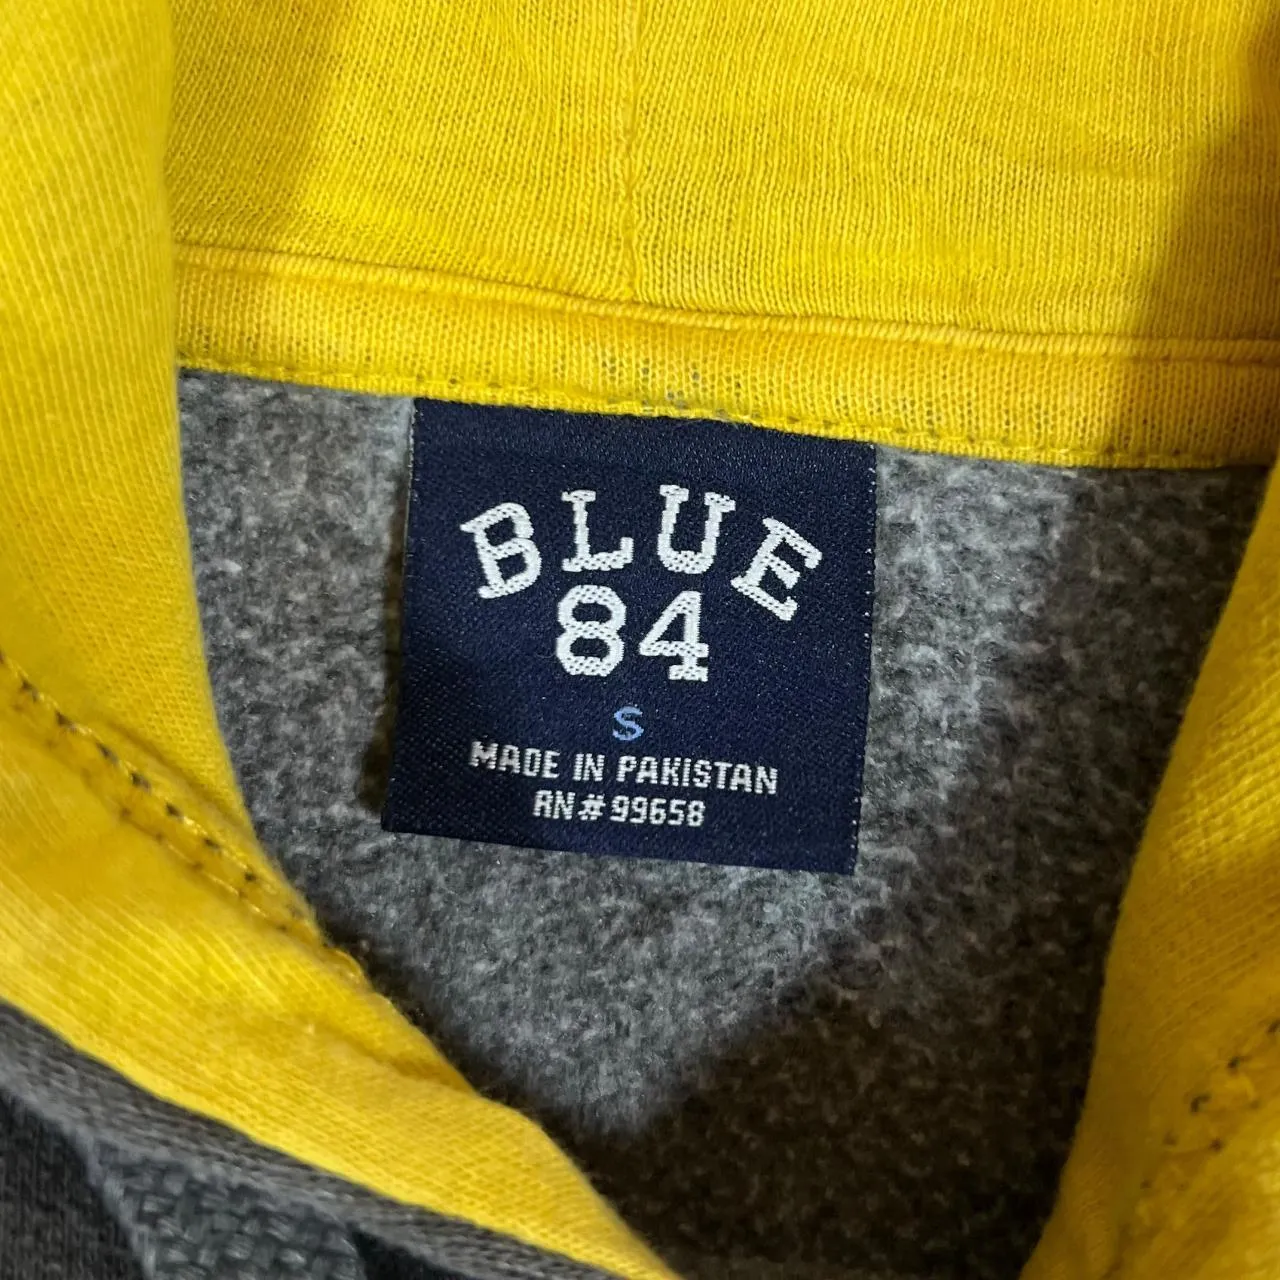 BLUE
84
S
MADE IN PAKISTAN
RN#99658